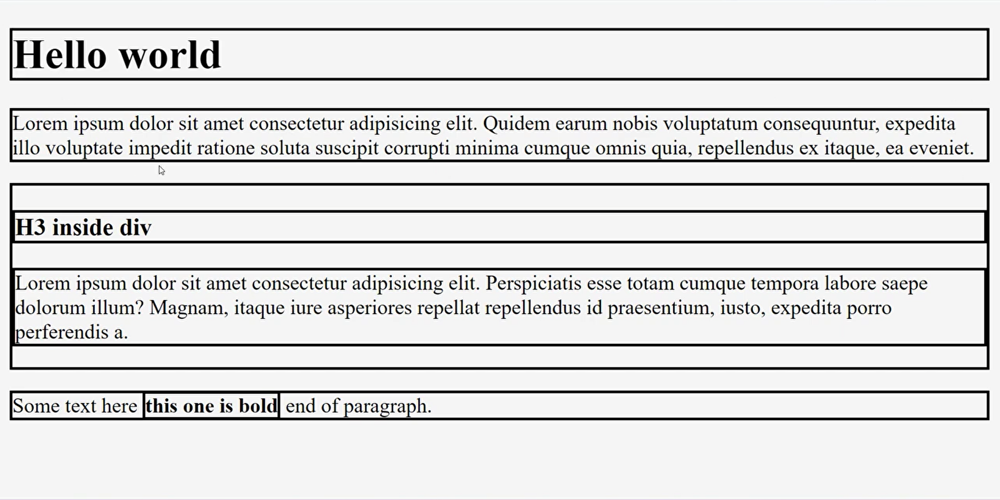 Hello world
Lorem ipsum dolor sit amet consectetur adipisicing elit. Quidem earum nobis voluptatum consequuntur, expedita
illo voluptate impedit ratione soluta suscipit corrupti minima cumque omnis quia, repellendus ex itaque, ea eveniet.
H3 inside div
Lorem ipsum dolor sit amet consectetur adipisicing elit. Perspiciatis esse totam cumque tempora labore saepe
dolorum illum? Magnam, itaque iure asperiores repellat repellendus id praesentium, iusto, expedita porro
perferendis a.
Some text here this one is bold end of paragraph.